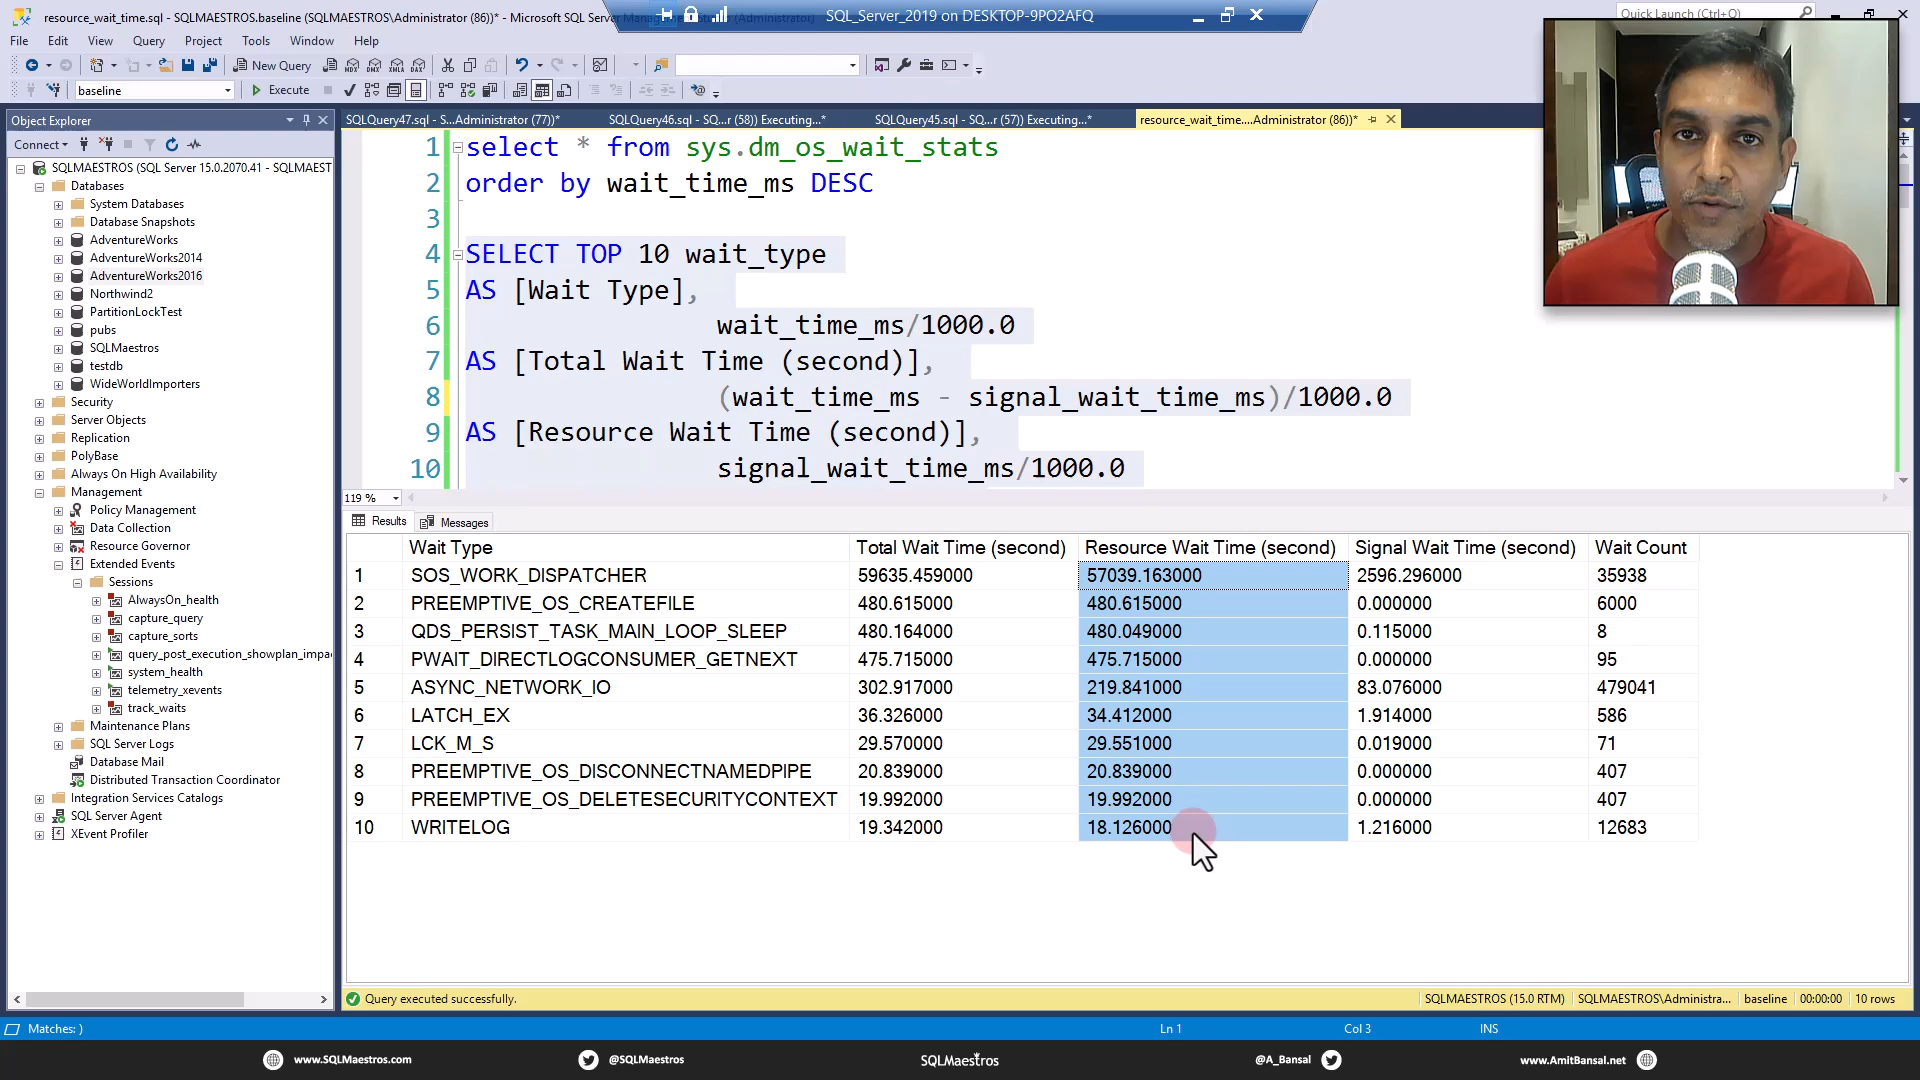 resource_wait_time.sql - SQLMAESTROS.baseline (SQLMAESTROS\Administrator (86))* - Microsoft SQL Server
SQL_Server_2019 on DESKTOP-9PO2AFQ
Quick Launch (Ctrl+Q)
File Edit View Query Project Tools Window Help
New Query
baseline
Execute
Object Explorer
SQLQuery47.sql - S...Administrator (77))*
SQLQuery46.sql - SQ...r (58)) Executing...*
SQLQuery45.sql - SQ...r (57)) Executing...*
resource_wait_time....Administrator (86))*
Connect
SQLMAESTROS (SQL Server 15.0.2070.41 - SQLMAEST
Databases
System Databases
Database Snapshots
AdventureWorks
AdventureWorks2014
AdventureWorks2016
Northwind2
PartitionLockTest
pubs
SQLMaestros
testdb
WideWorldImporters
Security
Server Objects
Replication
PolyBase
Always On High Availability
Management
Policy Management
Data Collection
Resource Governor
Extended Events
Sessions
AlwaysOn_health
capture_query
capture_sorts
query_post_execution_showplan_impa
system_health
telemetry_xevents
track_waits
Maintenance Plans
SQL Server Logs
Database Mail
Distributed Transaction Coordinator
Integration Services Catalogs
SQL Server Agent
XEvent Profiler
1 select * from sys.dm_os_wait_stats
2 order by wait_time_ms DESC
3
4 SELECT TOP 10 wait_type
5 AS [Wait Type],
6 wait_time_ms/1000.0
7 AS [Total Wait Time (second)],
8 (wait_time_ms - signal_wait_time_ms)/1000.0
9 AS [Resource Wait Time (second)],
10 signal_wait_time_ms/1000.0
119 %
Results Messages
Wait Type Total Wait Time (second) Resource Wait Time (second) Signal Wait Time (second) Wait Count
1 SOS_WORK_DISPATCHER 59635.459000 57039.163000 2596.296000 35938
2 PREEMPTIVE_OS_CREATEFILE 480.615000 480.615000 0.000000 6000
3 QDS_PERSIST_TASK_MAIN_LOOP_SLEEP 480.164000 480.049000 0.115000 8
4 PWAIT_DIRECTLOGCONSUMER_GETNEXT 475.715000 475.715000 0.000000 95
5 ASYNC_NETWORK_IO 302.917000 219.841000 83.076000 479041
6 LATCH_EX 36.326000 34.412000 1.914000 586
7 LCK_M_S 29.570000 29.551000 0.019000 71
8 PREEMPTIVE_OS_DISCONNECTNAMEDPIPE 20.839000 20.839000 0.000000 407
9 PREEMPTIVE_OS_DELETESECURITYCONTEXT 19.992000 19.992000 0.000000 407
10 WRITELOG 19.342000 18.126000 1.216000 12683
Query executed successfully.
SQLMAESTROS (15.0 RTM) SQLMAESTROS\Administra... baseline 00:00:00 10 rows
Matches: )
Ln 1 Col 3 INS
www.SQLMaestros.com @SQLMaestros SQLMaestros @A_Bansal www.AmitBansal.net